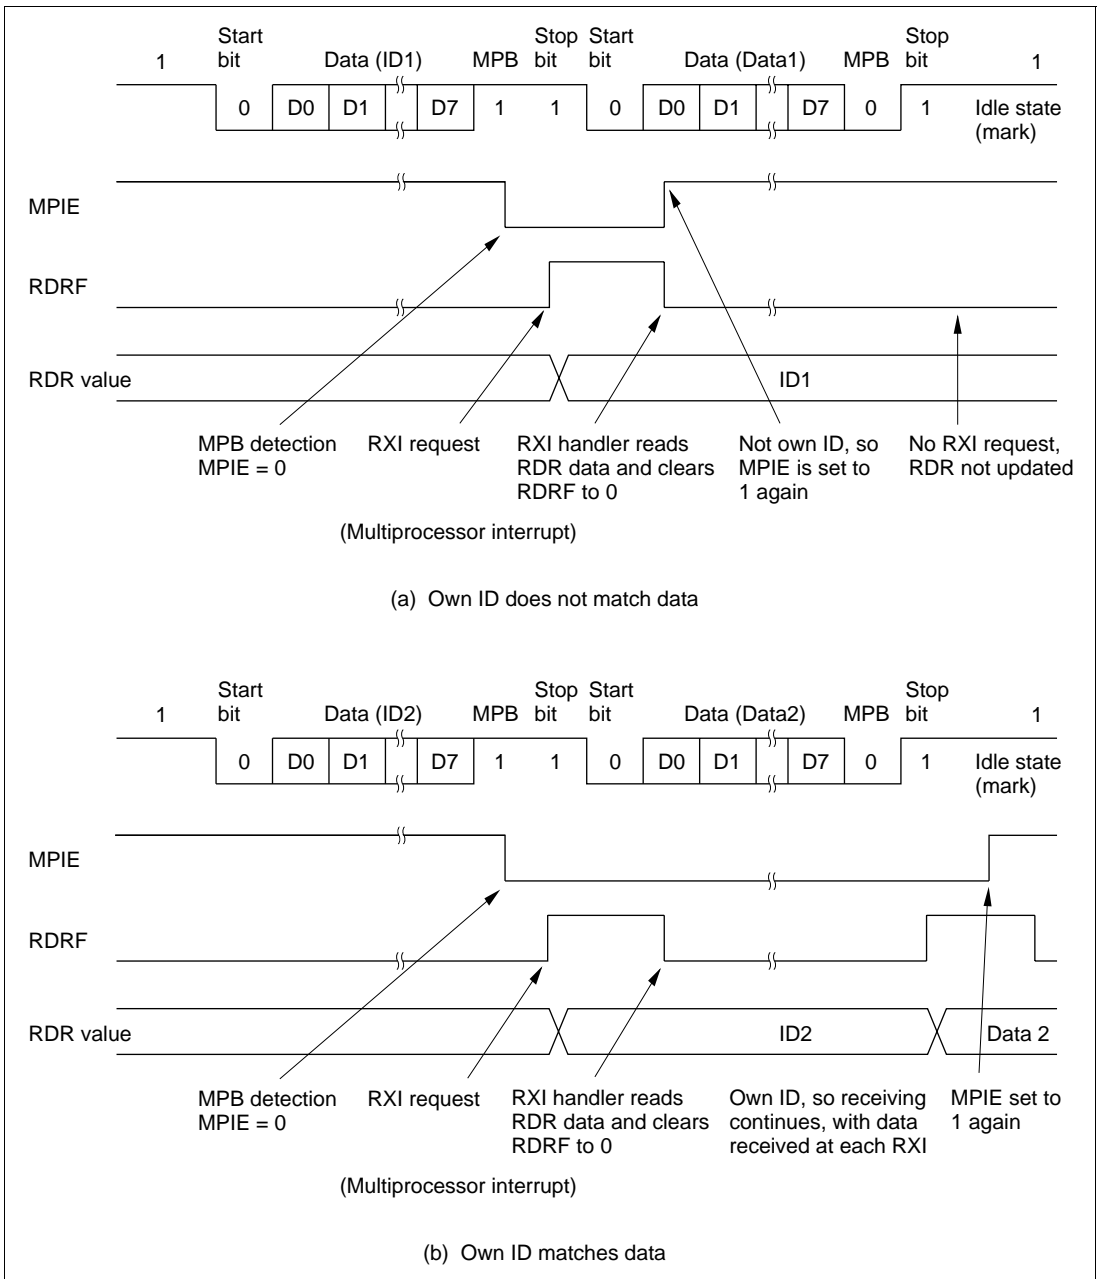 Start Stop Start Stop
1 bit Data (ID1) MPB bit bit Data (Data1) MPB bit 1
0 D0 D1 D7 1 1 0 D0 D1 D7 0 1 Idle state
(mark)
MPIE
RDRF
RDR value ID1
MPB detection
MPIE = 0
RXI request
RXI handler reads
RDR data and clears
RDRF to 0
Not own ID, so
MPIE is set to
1 again
No RXI request,
RDR not updated
(Multiprocessor interrupt)
(a) Own ID does not match data
Start Stop Start Stop
1 bit Data (ID2) MPB bit bit Data (Data2) MPB bit 1
0 D0 D1 D7 1 1 0 D0 D1 D7 0 1 Idle state
(mark)
MPIE
RDRF
RDR value ID2 Data 2
MPB detection
MPIE = 0
RXI request
RXI handler reads
RDR data and clears
RDRF to 0
Own ID, so receiving
continues, with data
received at each RXI
MPIE set to
1 again
(Multiprocessor interrupt)
(b) Own ID matches data